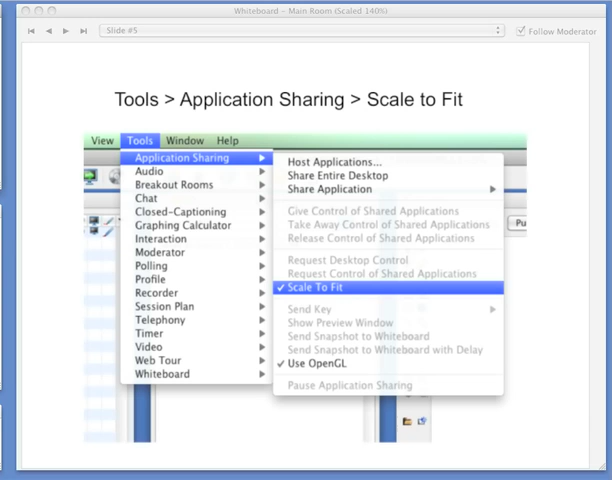 Whiteboard – Main Room (Scaled 140%)
Slide #5
Follow Moderator
Tools > Application Sharing > Scale to Fit
View Tools Window Help
Application Sharing
Audio
Breakout Rooms
Chat
Closed-Captioning
Graphing Calculator
Interaction
Moderator
Polling
Profile
Recorder
Session Plan
Telephony
Timer
Video
Web Tour
Whiteboard
Host Applications...
Share Entire Desktop
Share Application
Give Control of Shared Applications
Take Away Control of Shared Applications
Release Control of Shared Applications
Request Desktop Control
Request Control of Shared Applications
✓ Scale To Fit
Send Key
Show Preview Window
Send Snapshot to Whiteboard
Send Snapshot to Whiteboard with Delay
✓ Use OpenGL
Pause Application Sharing
Pu